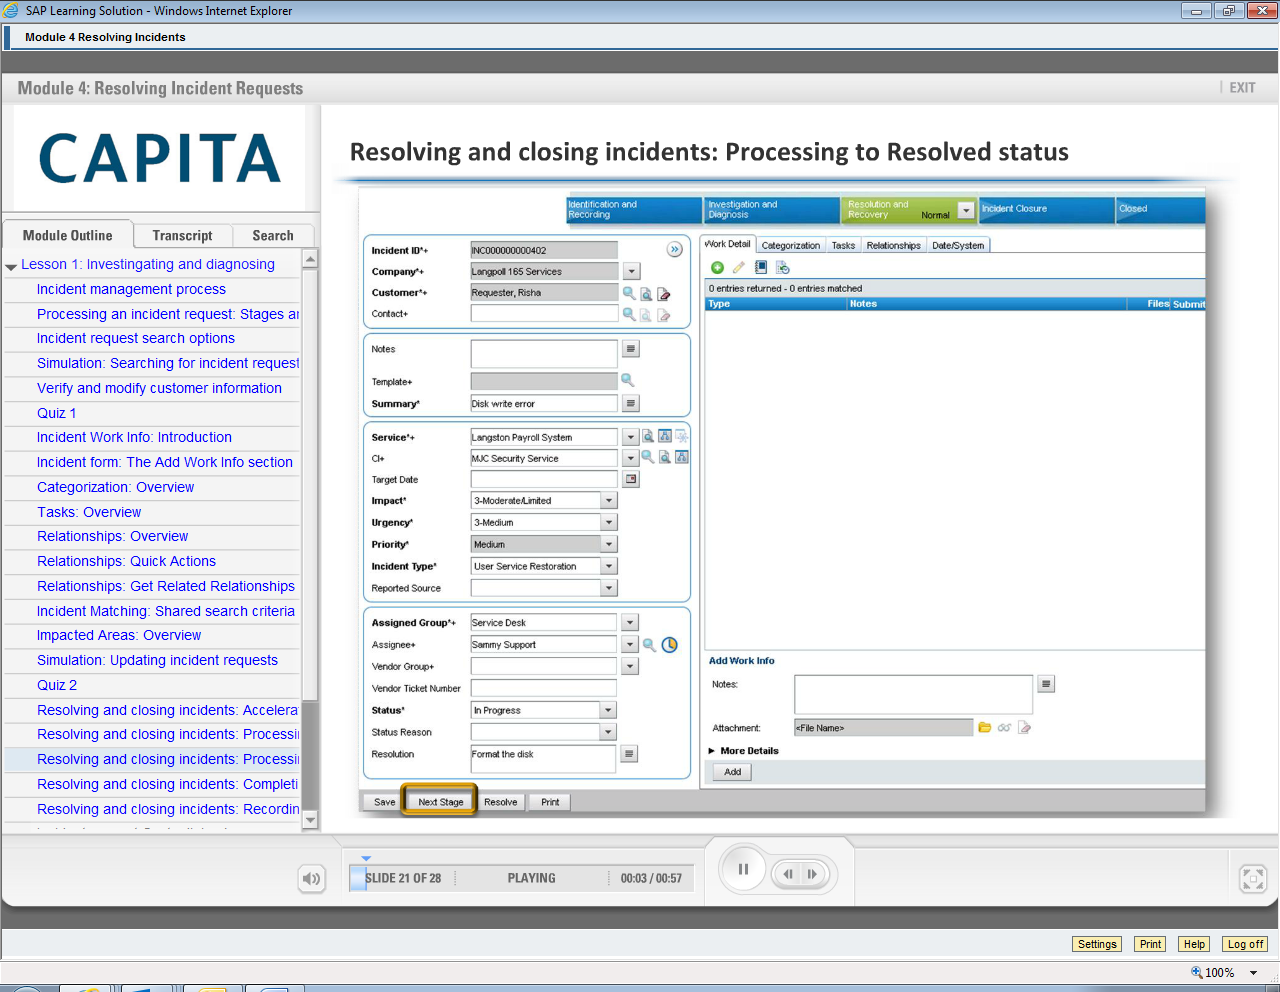 SAP Learning Solution - Windows Internet Explorer
Module 4 Resolving Incidents
Module 4: Resolving Incident Requests
EXIT
CAPITA
Module Outline
Transcript
Search
Lesson 1: Investingating and diagnosing
Incident management process
Processing an incident request: Stages ar
Incident request search options
Simulation: Searching for incident request
Verify and modify customer information
Quiz 1
Incident Work Info: Introduction
Incident form: The Add Work Info section
Categorization: Overview
Tasks: Overview
Relationships: Overview
Relationships: Quick Actions
Relationships: Get Related Relationships
Incident Matching: Shared search criteria
Impacted Areas: Overview
Simulation: Updating incident requests
Quiz 2
Resolving and closing incidents: Accelera
Resolving and closing incidents: Processi
Resolving and closing incidents: Processi
Resolving and closing incidents: Completi
Resolving and closing incidents: Recordin
Resolving and closing incidents: Processing to Resolved status
Identification and
Recording
Investigation and
Diagnosis
Resolution and
Recovery
Normal
Incident Closure
Closed
Incident ID*+
INC000000000402
Company*+
Langpoll 165 Services
Customer*+
Requester, Risha
Contact+
Notes
Template+
Summary*
Disk write error
Service*+
Langston Payroll System
CI+
MJC Security Service
Target Date
Impact*
3-Moderate/Limited
Urgency*
3-Medium
Priority*
Medium
Incident Type*
User Service Restoration
Reported Source
Assigned Group*+
Service Desk
Assignee+
Sammy Support
Vendor Group+
Vendor Ticket Number
Status*
In Progress
Status Reason
Resolution
Format the disk
Save
Next Stage
Resolve
Print
Work Detail
Categorization
Tasks
Relationships
Date/System
0 entries returned - 0 entries matched
Type
Notes
Files
Submit
Add Work Info
Notes:
Attachment:
<File Name>
More Details
Add
SLIDE 21 OF 28
PLAYING
00:03 / 00:57
Settings
Print
Help
Log off
100%